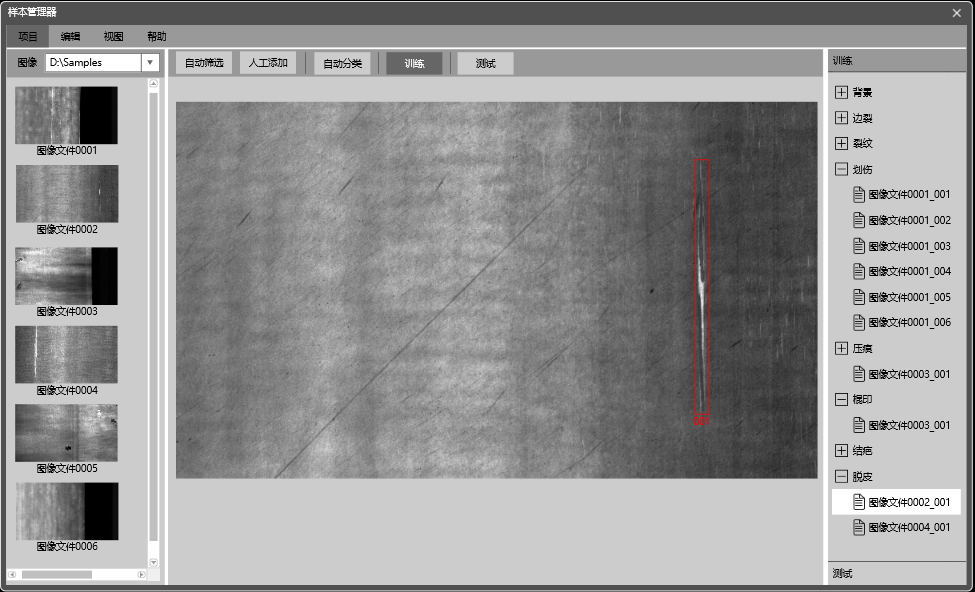 样本管理器
项目 编辑 视图 帮助
图像 D:\Samples
图像文件0001
图像文件0002
图像文件0003
图像文件0004
图像文件0005
图像文件0006
自动筛选 人工添加 自动分类 训练 测试
001
训练
背景
边裂
裂纹
划伤
图像文件0001_001
图像文件0001_002
图像文件0001_003
图像文件0001_004
图像文件0001_005
图像文件0001_006
压痕
图像文件0003_001
辊印
图像文件0003_001
结疤
脱皮
图像文件0002_001
图像文件0004_001
测试